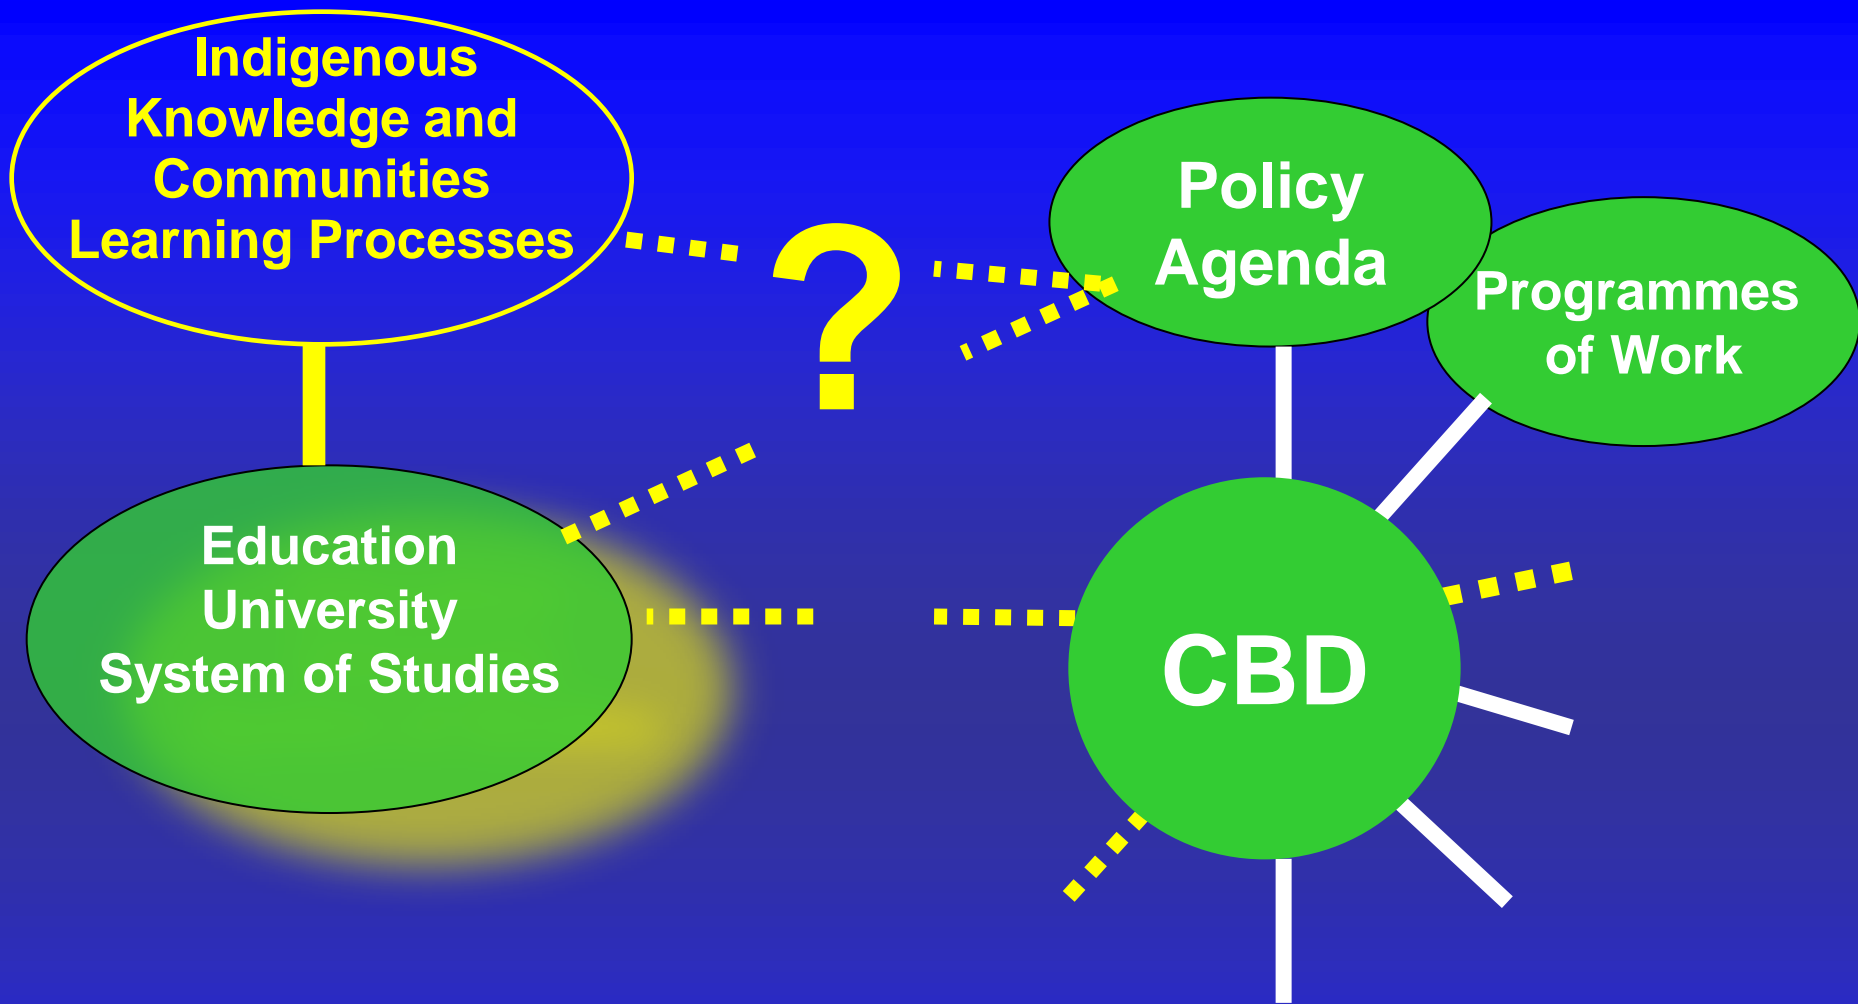 Indigenous
Knowledge and
Communities
Learning Processes
?
Policy
Agenda
Programmes
of Work
Education
University
System of Studies
CBD